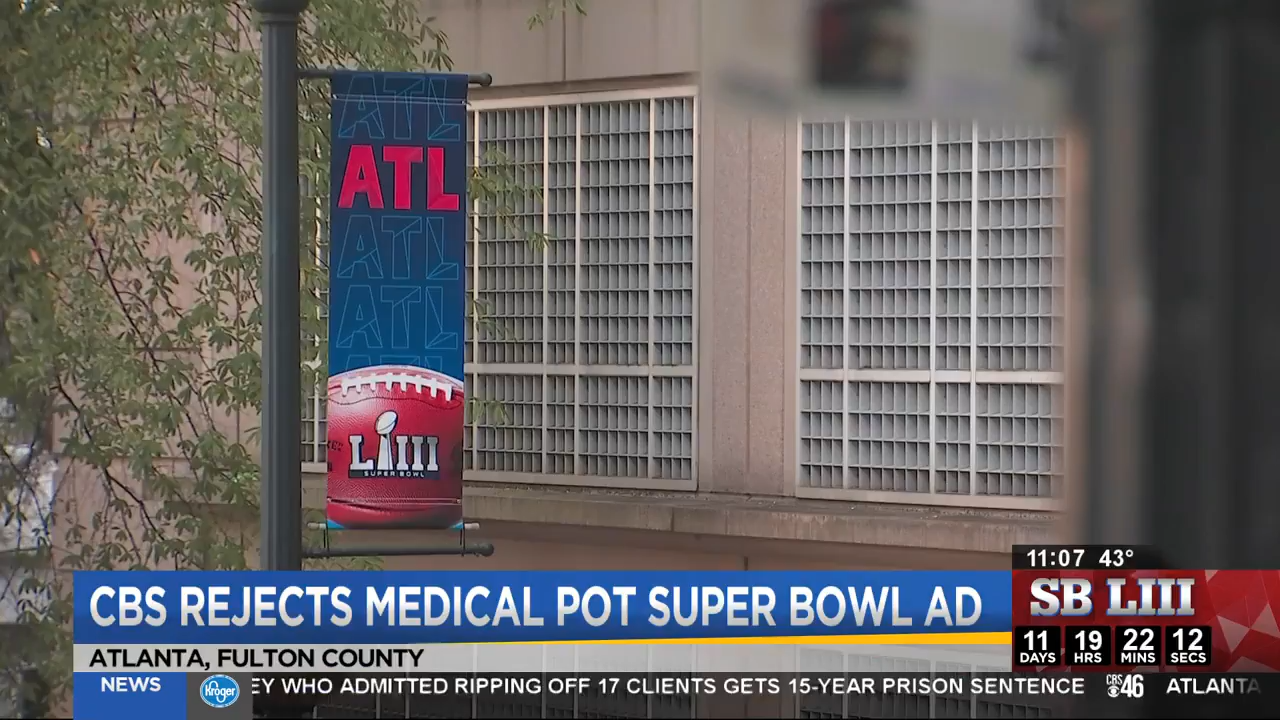 ATL
ATL
ATL
ATL
LIII
SUPER BOWL
11:07 43°
SB LIII
11 19 22 12
DAYS HRS MINS SECS
CBS REJECTS MEDICAL POT SUPER BOWL AD
ATLANTA, FULTON COUNTY
NEWS Kroger EY WHO ADMITTED RIPPING OFF 17 CLIENTS GETS 15-YEAR PRISON SENTENCE CBS 46 ATLANTA